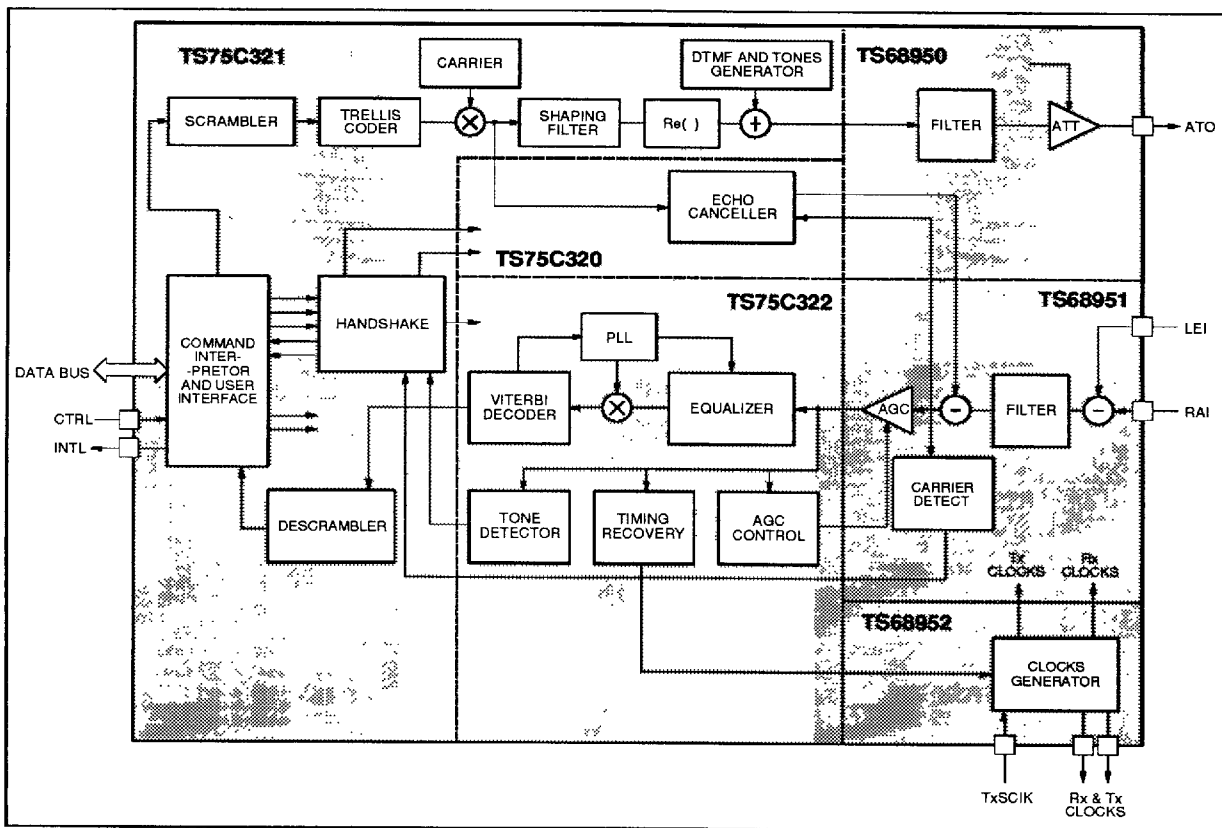 TS75C321
CARRIER
DTMF AND TONES
GENERATOR
TS68950
SCRAMBLER
TRELLIS
CODER
SHAPING
FILTER
Re( )
FILTER
ATT
ATO
ECHO
CANCELLER
TS75C320
TS75C322
TS68951
COMMAND
INTER-
-PRETOR
AND USER
INTERFACE
HANDSHAKE
PLL
LEI
DATA BUS
VITERBI
DECODER
EQUALIZER
AGC
FILTER
RAI
CTRL
INTL
CARRIER
DETECT
DESCRAMBLER
TONE
DETECTOR
TIMING
RECOVERY
AGC
CONTROL
Tx
CLOCKS
Rx
CLOCKS
TS68952
CLOCKS
GENERATOR
TxSCIK
Rx & Tx
CLOCKS